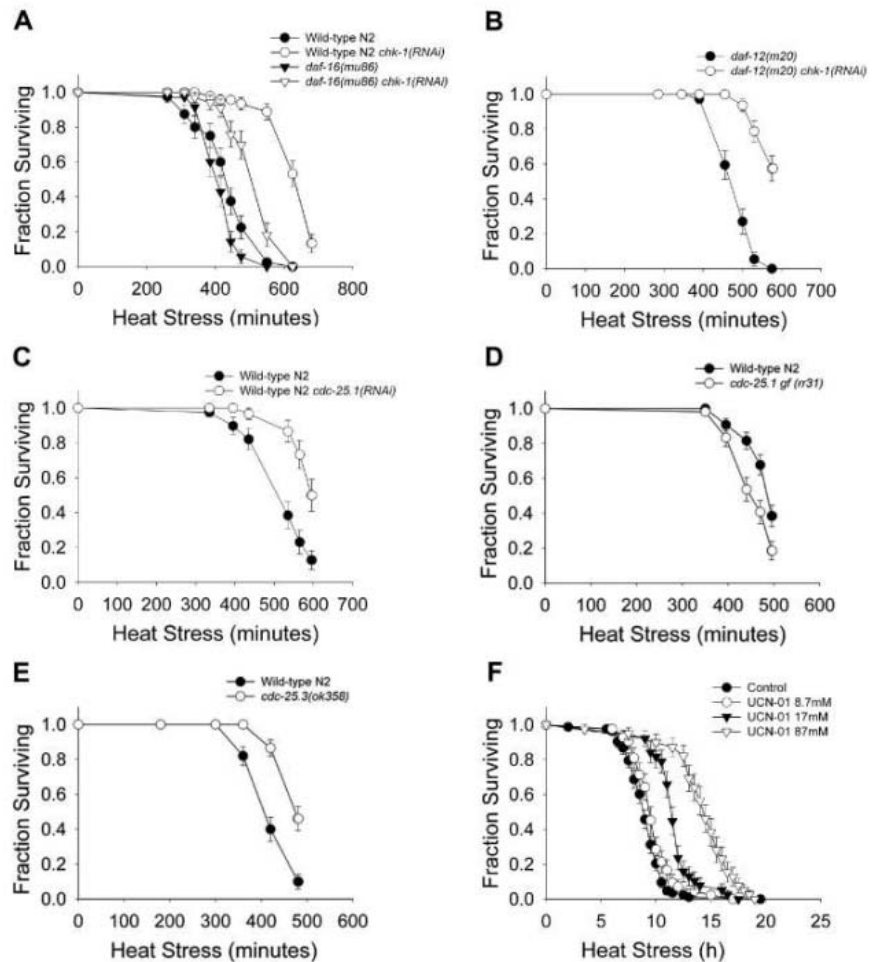 A
Wild-type N2
Wild-type N2 chk-1(RNAi)
daf-16(mu86)
daf-16(mu86) chk-1(RNAi)
Fraction Surviving
1.0
0.8
0.6
0.4
0.2
0.0
0 200 400 600 800
Heat Stress (minutes)
B
daf-12(m20)
daf-12(m20) chk-1(RNAi)
Fraction Surviving
1.0
0.8
0.6
0.4
0.2
0.0
0 100 200 300 400 500 600 700
Heat Stress (minutes)
C
Wild-type N2
Wild-type N2 cdc-25.1(RNAi)
Fraction Surviving
1.0
0.8
0.6
0.4
0.2
0.0
0 100 200 300 400 500 600 700
Heat Stress (minutes)
D
Wild-type N2
cdc-25.1 gf (rr31)
Fraction Surviving
1.0
0.8
0.6
0.4
0.2
0.0
0 100 200 300 400 500 600
Heat Stress (minutes)
E
Wild-type N2
cdc-25.3(ok358)
Fraction Surviving
1.0
0.8
0.6
0.4
0.2
0.0
0 100 200 300 400 500 600
Heat Stress (minutes)
F
Control
UCN-01 8.7mM
UCN-01 17mM
UCN-01 87mM
Fraction Surviving
1.0
0.8
0.6
0.4
0.2
0.0
0 5 10 15 20 25
Heat Stress (h)